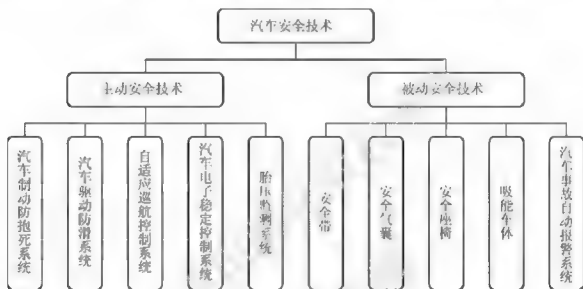 汽车安全技术
主动安全技术
被动安全技术
汽车制动防抱死系统
汽车驱动防滑系统
自适应巡航控制系统
汽车电子稳定控制系统
胎压监测系统
安全带
安全气囊
安全座椅
吸能车体
汽车事故自动报警系统